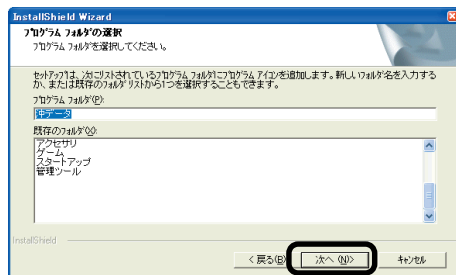 InstallShield Wizard
ﾌﾟﾛｸﾞﾗﾑ ﾌｫﾙﾀﾞの選択
ﾌﾟﾛｸﾞﾗﾑ ﾌｫﾙﾀﾞを選択してください。
ｾｯﾄｱｯﾌﾟは、次にﾘｽﾄされているﾌﾟﾛｸﾞﾗﾑ ﾌｫﾙﾀﾞにﾌﾟﾛｸﾞﾗﾑ ｱｲｺﾝを追加します。新しいﾌｫﾙﾀﾞ名を入力する
か、または既存のﾌｫﾙﾀﾞ ﾘｽﾄから1つを選択することもできます。
ﾌﾟﾛｸﾞﾗﾑ ﾌｫﾙﾀﾞ(P):
沖データ
既存のﾌｫﾙﾀﾞ(X):
アクセサリ
ゲーム
スタートアップ
管理ツール
InstallShield
< 戻る(B) 次へ (N)> ｷｬﾝｾﾙ